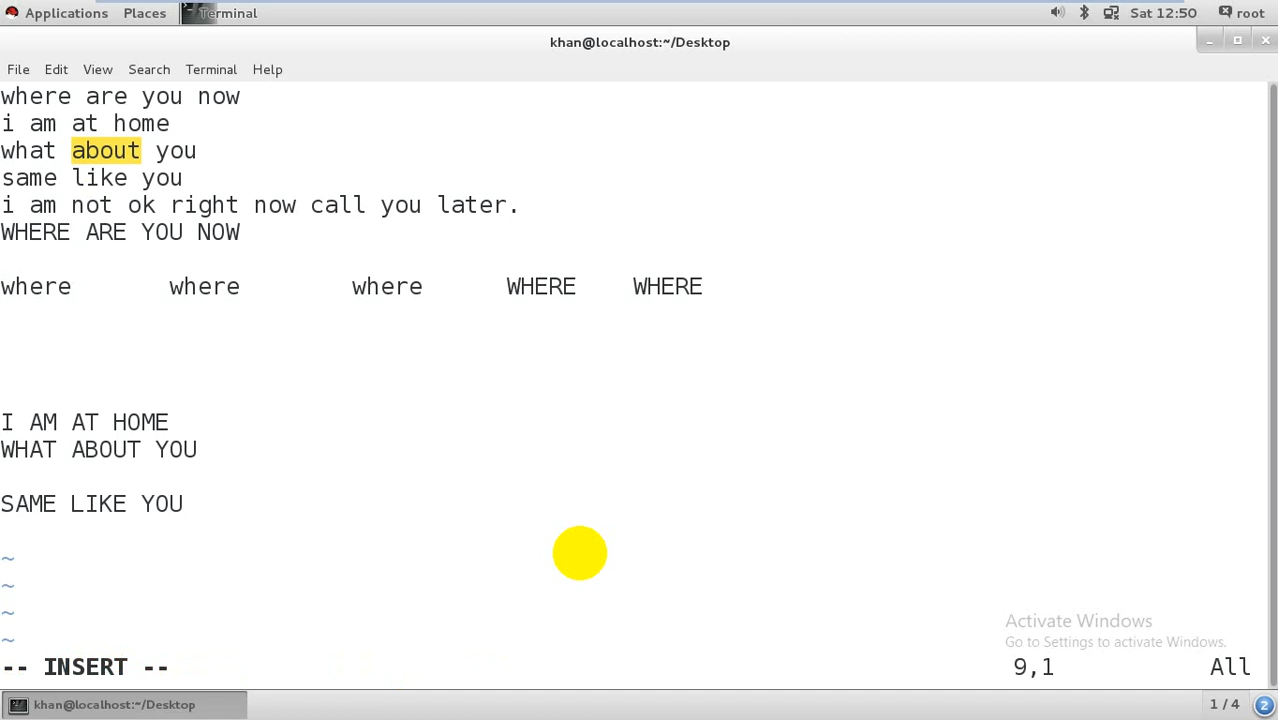 Applications Places Terminal Sat 12:50 root
khan@localhost:~/Desktop
File Edit View Search Terminal Help
where are you now
i am at home
what about you
same like you
i am not ok right now call you later.
WHERE ARE YOU NOW
where where where WHERE WHERE
I AM AT HOME
WHAT ABOUT YOU
SAME LIKE YOU
~
~
~
~
Activate Windows
Go to Settings to activate Windows.
-- INSERT -- 9,1 All
khan@localhost:~/Desktop 1 / 4 2